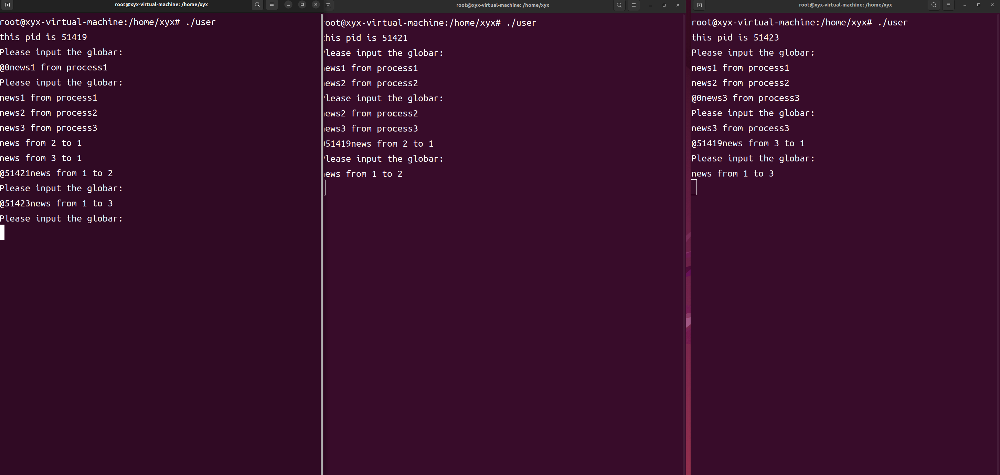 root@xyx-virtual-machine: /home/xyx
root@xyx-virtual-machine:/home/xyx# ./user
this pid is 51419
Please input the globar:
@0news1 from process1
Please input the globar:
news1 from process1
news2 from process2
news3 from process3
news from 2 to 1
news from 3 to 1
@51421news from 1 to 2
Please input the globar:
@51423news from 1 to 3
Please input the globar:
root@xyx-virtual-machine: /home/xyx
oot@xyx-virtual-machine:/home/xyx# ./user
his pid is 51421
lease input the globar:
ews1 from process1
ews2 from process2
lease input the globar:
ews2 from process2
ews3 from process3
51419news from 2 to 1
lease input the globar:
ews from 1 to 2
root@xyx-virtual-machine: /home/xyx
root@xyx-virtual-machine:/home/xyx# ./user
this pid is 51423
Please input the globar:
news1 from process1
news2 from process2
@0news3 from process3
Please input the globar:
news3 from process3
@51419news from 3 to 1
Please input the globar:
news from 1 to 3